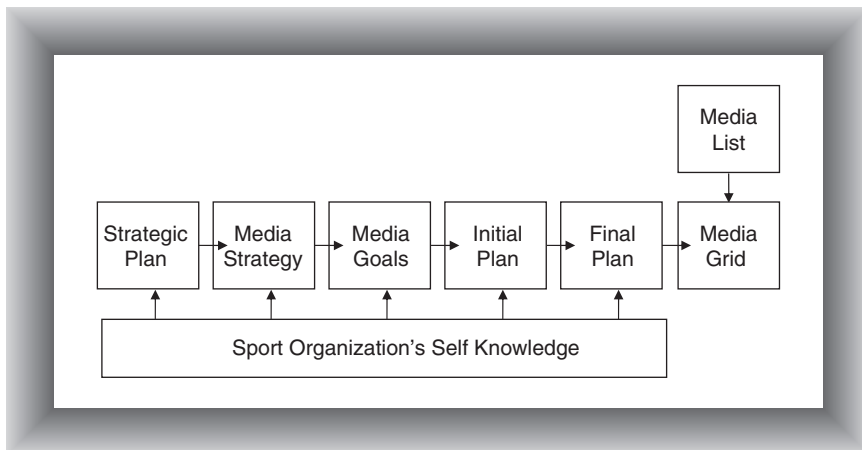 Media
List
Strategic
Plan
Media
Strategy
Media
Goals
Initial
Plan
Final
Plan
Media
Grid
Sport Organization's Self Knowledge